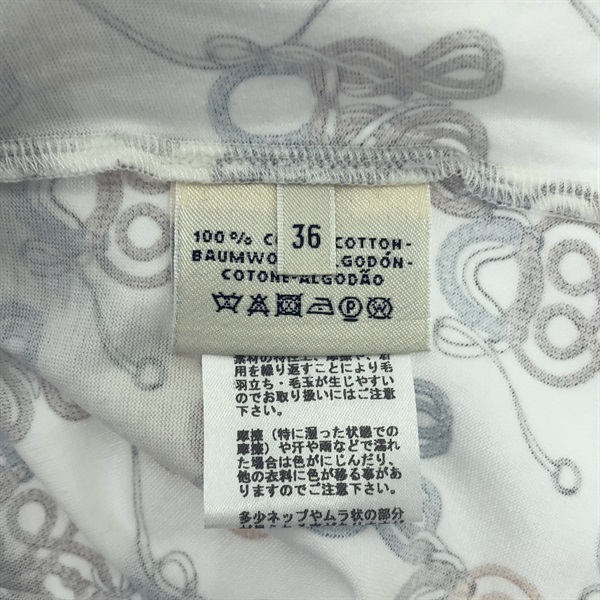 36
100% C COTTON-
BAUMWO LGODÓN-
COTONE-ALGODÃO
P W
素材の特性上、摩擦や、着
用を繰り返すことにより毛
羽立ち・毛玉が生じやすい
のでお取り扱いにはご注意
下さい。
摩擦（特に湿った状態での
摩擦）や汗や雨などで濡れ
た場合は色がにじんだり、
他の衣料に色が移る事があ
りますのでご注意下さい。
多少ネップやムラ状の部分